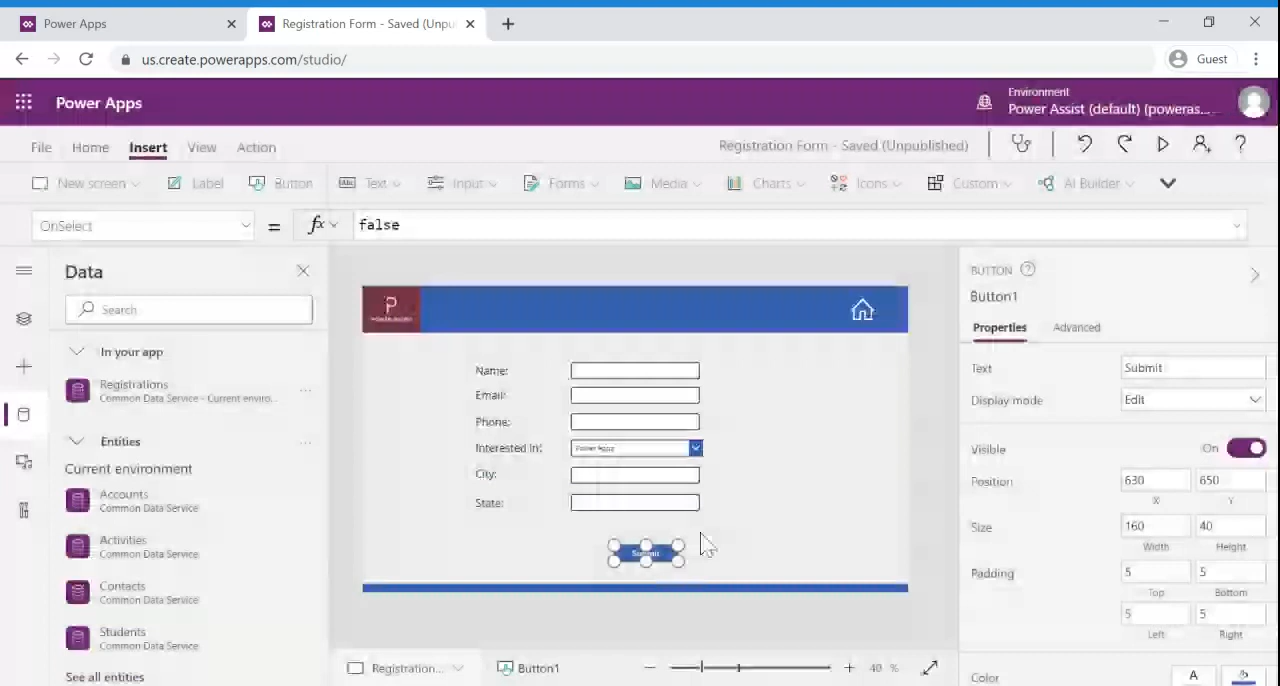 Power Apps
Registration Form - Saved (Unpu
us.create.powerapps.com/studio/
Guest
Power Apps
Environment
Power Assist (default) (poweras...
File Home Insert View Action
Registration Form - Saved (Unpublished)
New screen Label Button Text Input Forms Media Charts Icons Custom AI Builder
OnSelect = fx false
Data
Search
In your app
Registrations
Common Data Service - Current enviro...
Entities
Current environment
Accounts
Common Data Service
Activities
Common Data Service
Contacts
Common Data Service
Students
Common Data Service
See all entities
P
Name:
Email:
Phone:
Interested In: Power Apps
City:
State:
Submit
Registration...
Button1
40 %
BUTTON
Button1
Properties Advanced
Text Submit
Display mode Edit
Visible On
Position 630 650
X Y
Size 160 40
Width Height
Padding 5 5
Top Bottom
5 5
Left Right
Color A